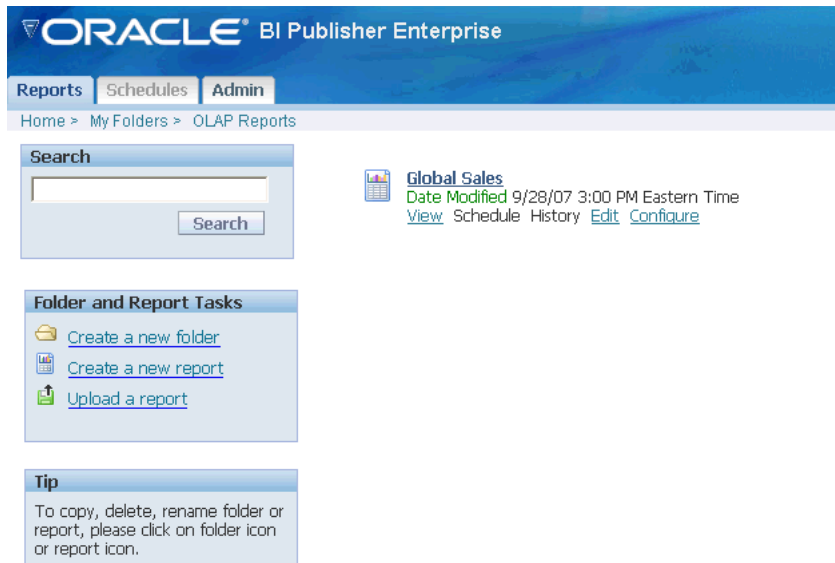 ORACLE® BI Publisher Enterprise
Reports Schedules Admin
Home > My Folders > OLAP Reports
Search
Search
Global Sales
Date Modified 9/28/07 3:00 PM Eastern Time
View Schedule History Edit Configure
Folder and Report Tasks
Create a new folder
Create a new report
Upload a report
Tip
To copy, delete, rename folder or
report, please click on folder icon
or report icon.